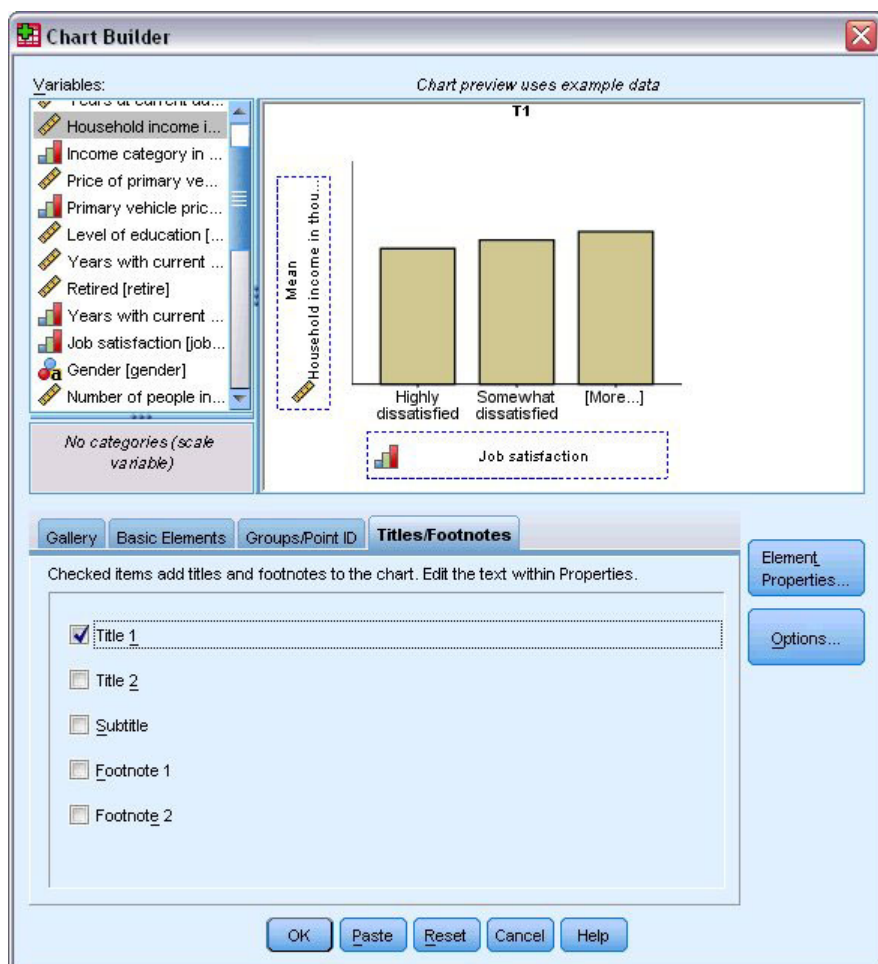 Chart Builder
Variables:
Chart preview uses example data
Years at current ad...
Household income i...
Income category in ...
Price of primary ve...
Primary vehicle pric...
Level of education [...
Years with current ...
Retired [retire]
Years with current ...
Job satisfaction [job...
Gender [gender]
Number of people in...
No categories (scale
variable)
T1
Mean
Household income in thou...
Highly
dissatisfied
Somewhat
dissatisfied
[More...]
Job satisfaction
Gallery
Basic Elements
Groups/Point ID
Titles/Footnotes
Checked items add titles and footnotes to the chart. Edit the text within Properties.
Title 1
Title 2
Subtitle
Footnote 1
Footnote 2
Element
Properties...
Options...
OK
Paste
Reset
Cancel
Help